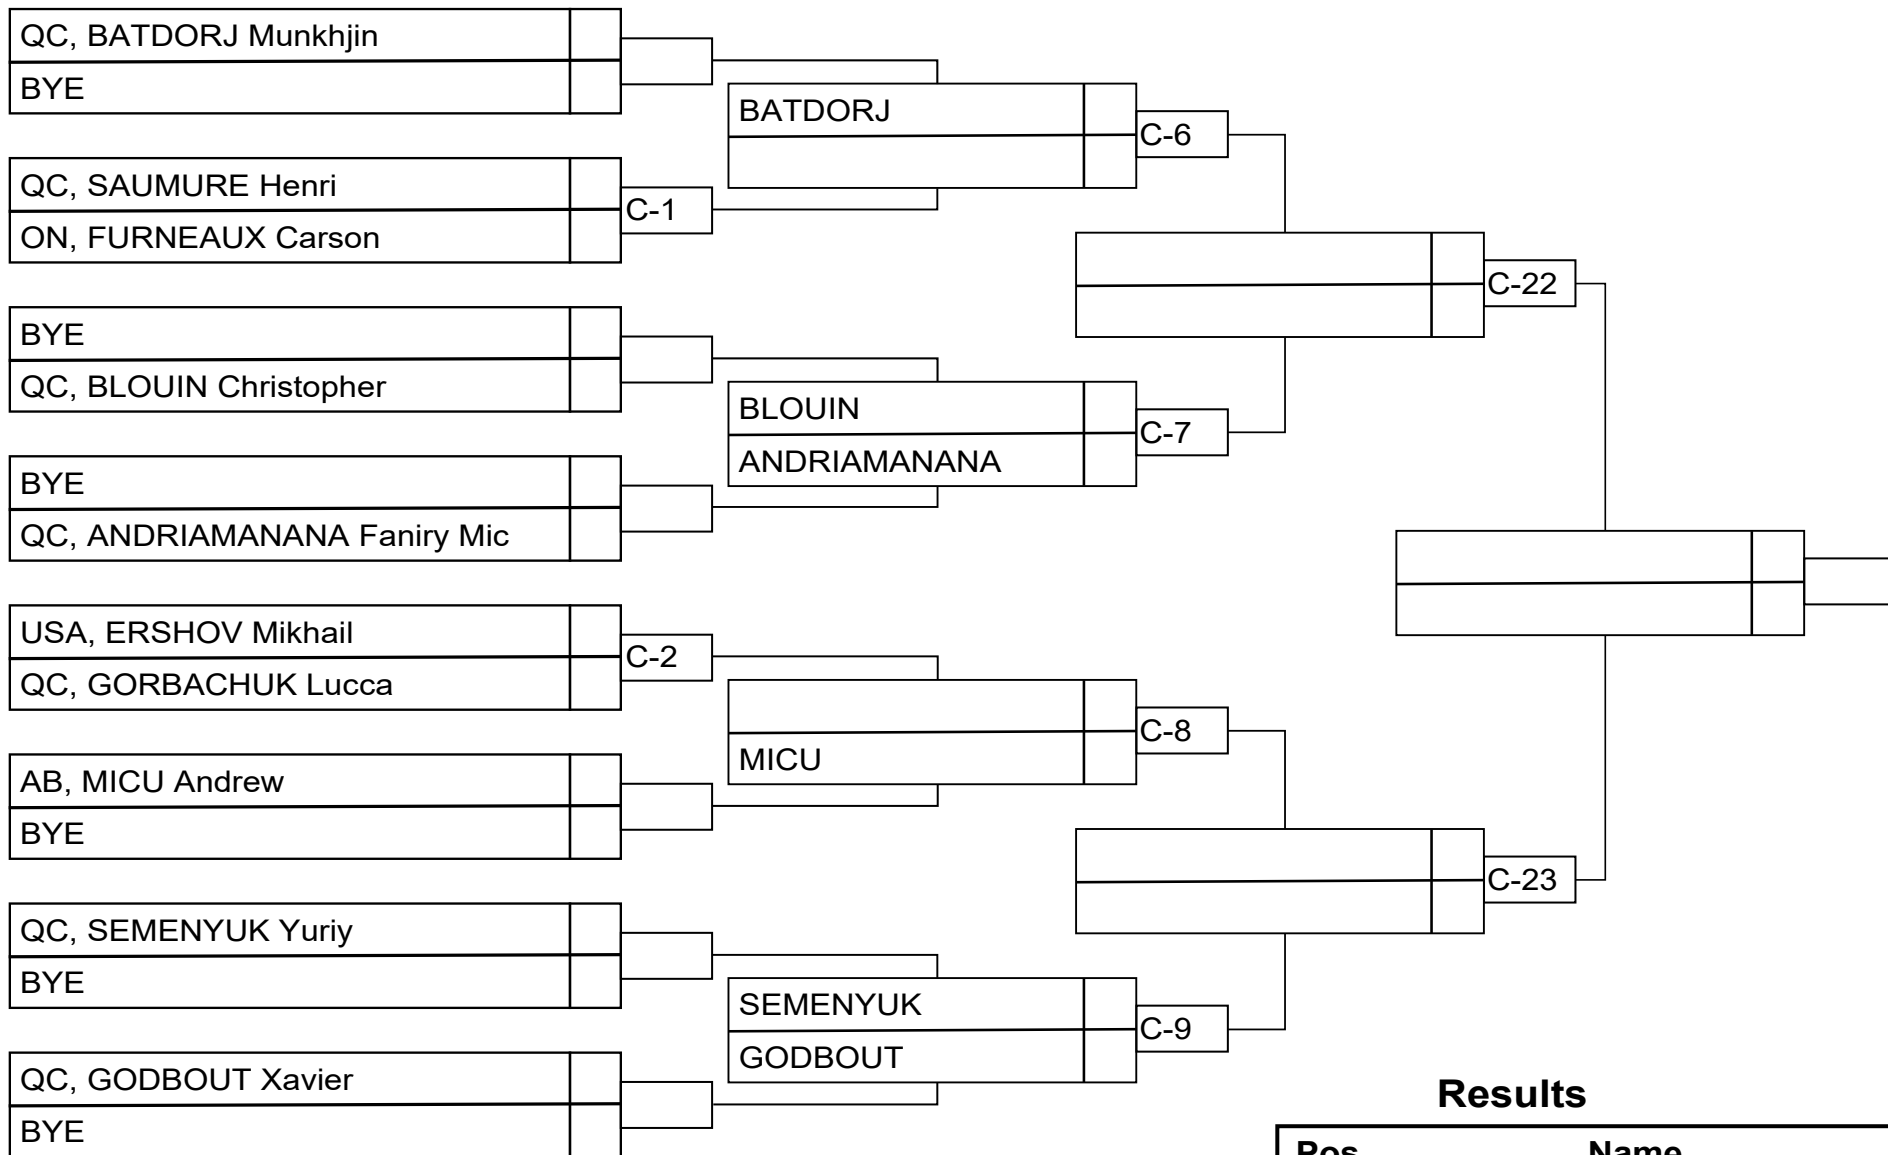 QC, BATDORJ Munkhjin
BYE
QC, SAUMURE Henri
ON, FURNEAUX Carson
C-1
BYE
QC, BLOUIN Christopher
BYE
QC, ANDRIAMANANA Faniry Mic
USA, ERSHOV Mikhail
QC, GORBACHUK Lucca
C-2
AB, MICU Andrew
BYE
QC, SEMENYUK Yuriy
BYE
QC, GODBOUT Xavier
BYE
BATDORJ
C-6
BLOUIN
ANDRIAMANANA
C-7
MICU
C-8
SEMENYUK
GODBOUT
C-9
C-22
C-23
Results
Pos Name